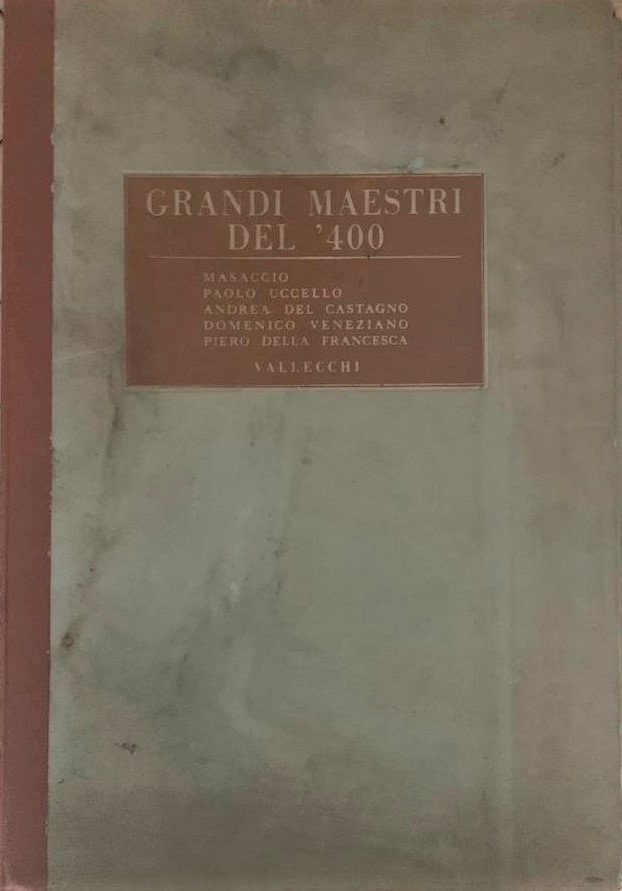 GRANDI MAESTRI
DEL '400
MASACCIO
PAOLO UCCELLO
ANDREA DEL CASTAGNO
DOMENICO VENEZIANO
PIERO DELLA FRANCESCA
VALLECCHI